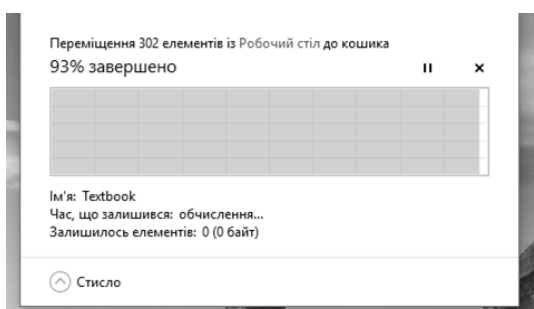 Переміщення 302 елементів із Робочий стіл до кошика
93% завершено
Ім'я: Textbook
Час, що залишився: обчислення...
Залишилось елементів: 0 (0 байт)
Стисло